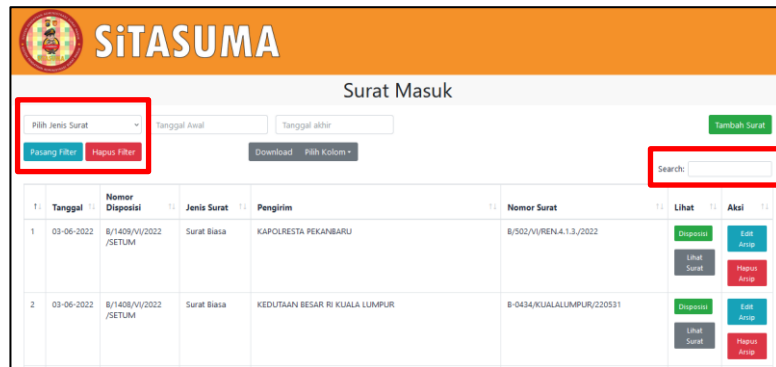 SiTASUMA
Surat Masuk
Pilih Jenis Surat Tanggal Awal Tanggal akhir Tambah Surat
Pasang Filter Hapus Filter Download Pilih Kolom
Search:
Tanggal Nomor Disposisi Jenis Surat Pengirim Nomor Surat Lihat Aksi
1 03-06-2022 B/1409/VI/2022 /SETUM Surat Biasa KAPOLRESTA PEKANBARU B/502/VI/REN.4.1.3./2022 Disposisi Edit Arsip
Lihat Surat Hapus Arsip
2 03-06-2022 B/1408/VI/2022 /SETUM Surat Biasa KEDUTAAN BESAR RI KUALA LUMPUR B-0434/KUALALUMPUR/220531 Disposisi Edit Arsip
Lihat Surat Hapus Arsip